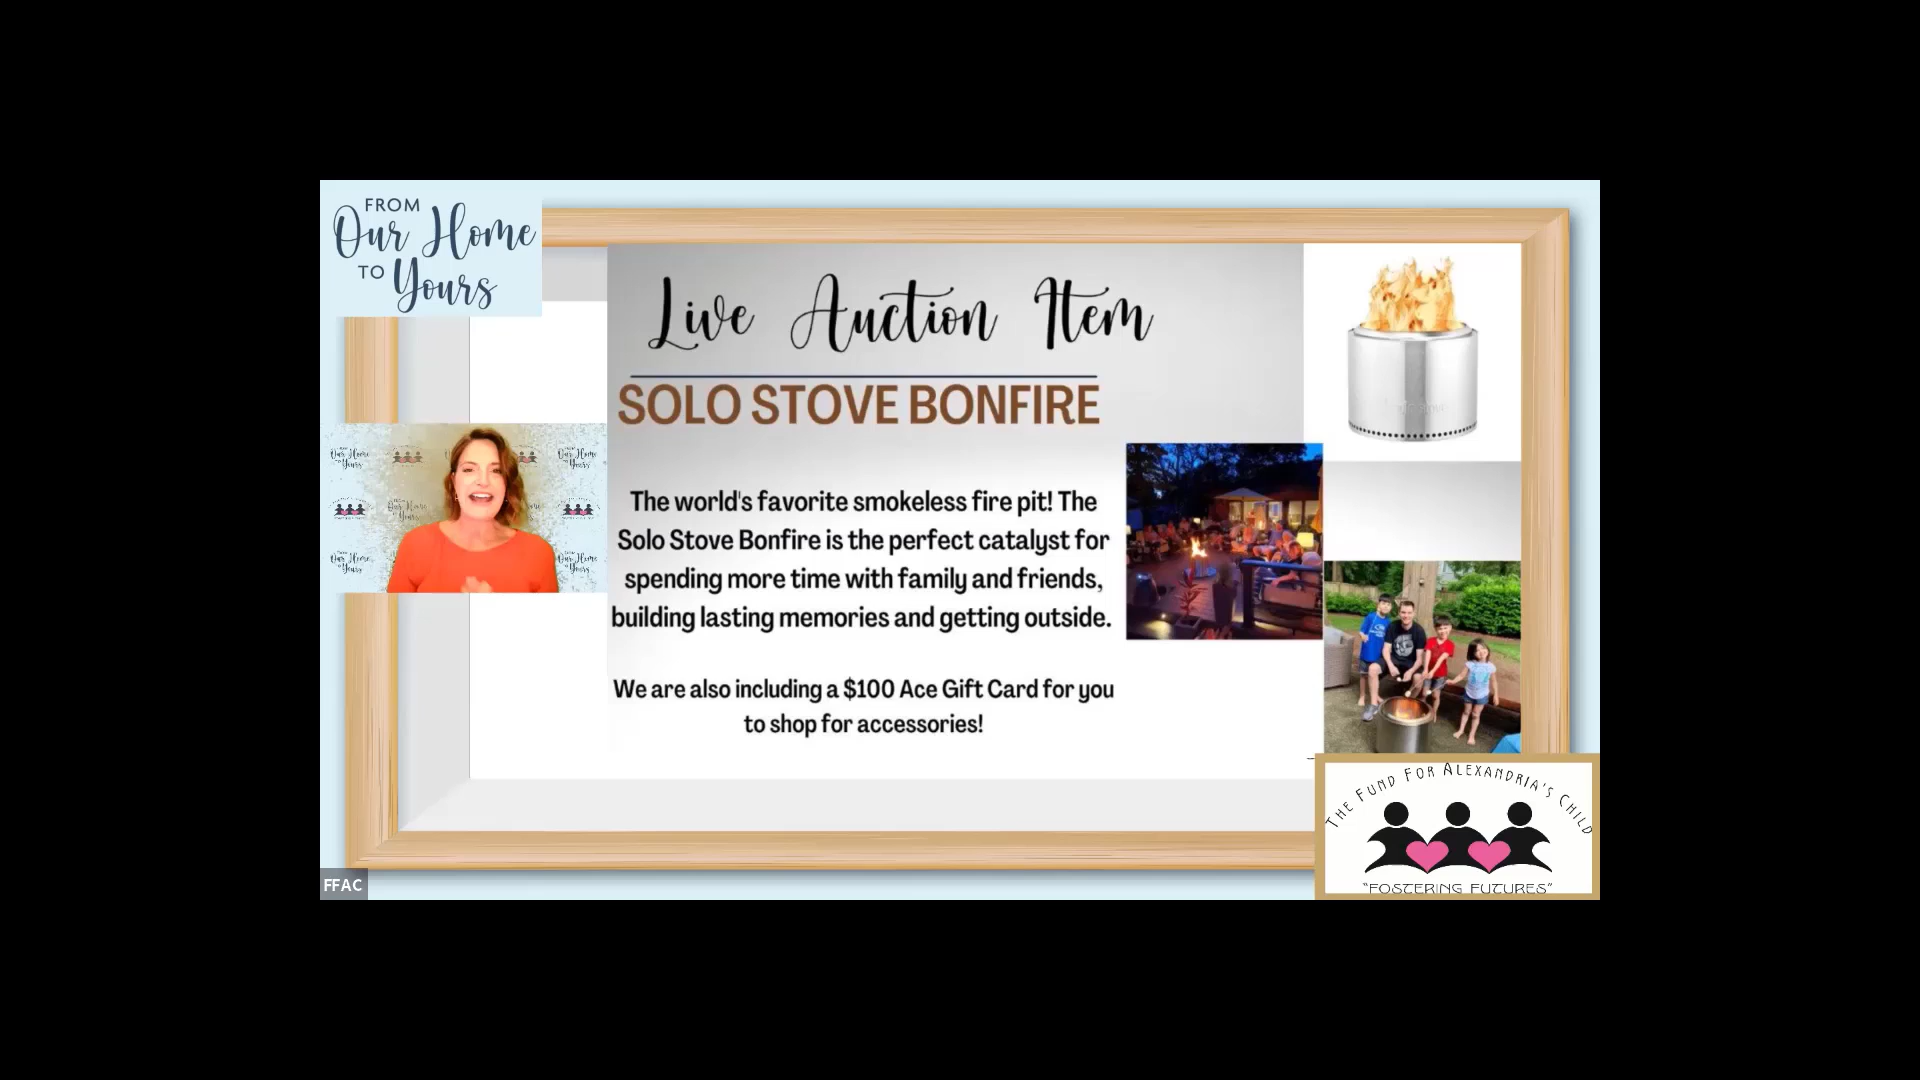 FROM
Our Home
TO Yours
Live Auction Item
SOLO STOVE BONFIRE
The world's favorite smokeless fire pit! The
Solo Stove Bonfire is the perfect catalyst for
spending more time with family and friends,
building lasting memories and getting outside.
We are also including a $100 Ace Gift Card for you
to shop for accessories!
THE FUND FOR ALEXANDRIA'S CHILD
"FOSTERING FUTURES"
FFAC